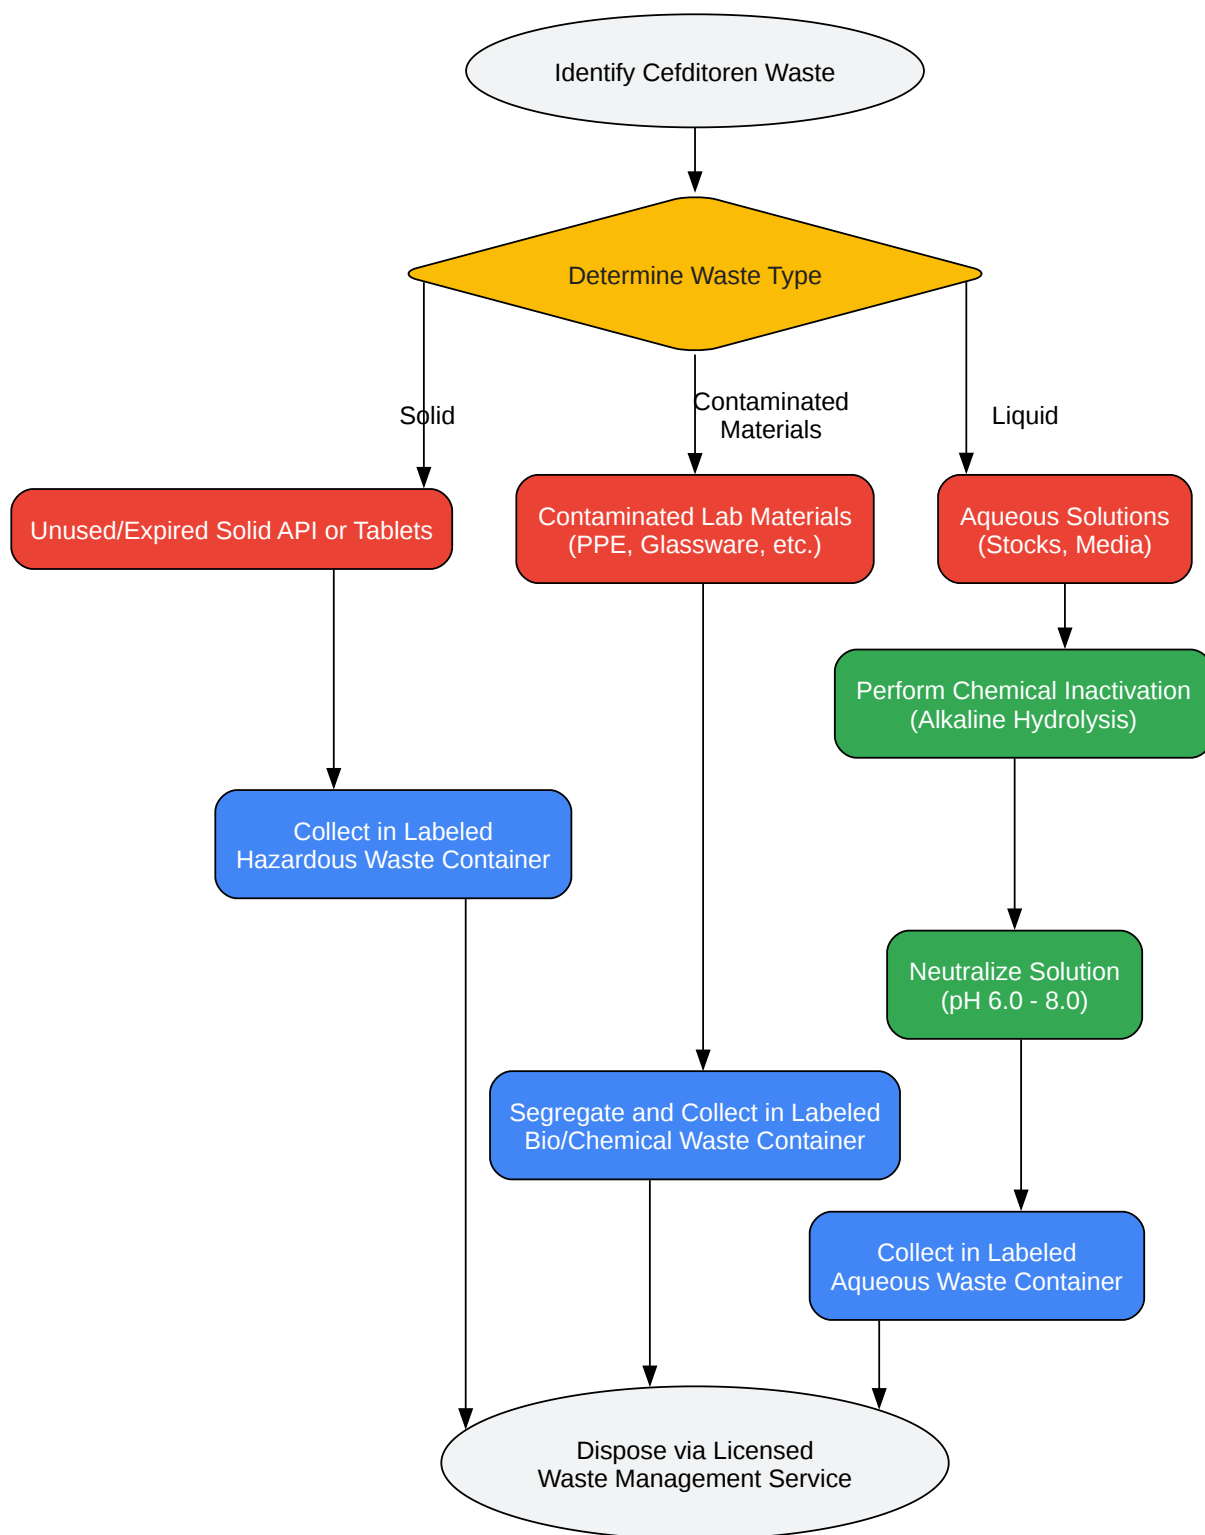 Identify Cefditoren Waste
Determine Waste Type
Solid
Contaminated
Materials
Liquid
Unused/Expired Solid API or Tablets
Contaminated Lab Materials
(PPE, Glassware, etc.)
Aqueous Solutions
(Stocks, Media)
Perform Chemical Inactivation
(Alkaline Hydrolysis)
Collect in Labeled
Hazardous Waste Container
Neutralize Solution
(pH 6.0 - 8.0)
Segregate and Collect in Labeled
Bio/Chemical Waste Container
Collect in Labeled
Aqueous Waste Container
Dispose via Licensed
Waste Management Service